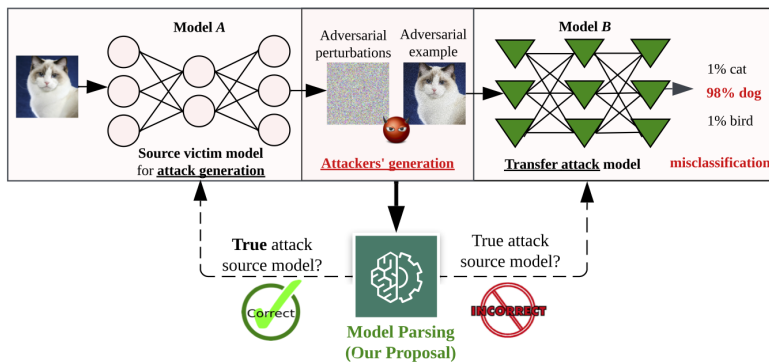 Model A
Source victim model
for attack generation
Adversarial
perturbations
Adversarial
example
Attackers' generation
Model B
1% cat
98% dog
1% bird
Transfer attack model
misclassification
True attack
source model?
Correct
True attack
source model?
INCORRECT
Model Parsing
(Our Proposal)